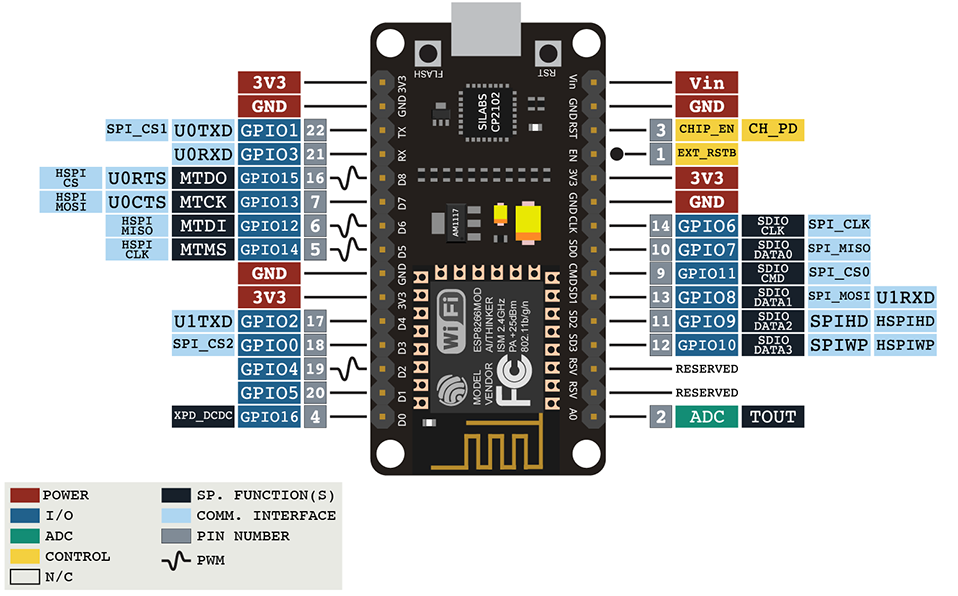 FLASH
RST
SILABS
CP2102
3V3 3V3
GND GND
SPI_CS1 U0TXD GPIO1 22 TX
U0RXD GPIO3 21 RX
HSPI CS U0RTS MTDO GPIO15 16 D8
HSPI MOSI U0CTS MTCK GPIO13 7 D7
HSPI MISO MTDI GPIO12 6 D6
HSPI CLK MTMS GPIO14 5 D5
GND GND
3V3 3V3
U1TXD GPIO2 17 D4
SPI_CS2 GPIO0 18 D3
GPIO4 19 D2
GPIO5 20 D1
XPD_DCDC GPIO16 4 D0
Vin Vin
GND GND
RST 3 CHIP_EN CH_PD
EN 1 EXT_RSTB
3V3 3V3
GND GND
CLK 14 GPIO6 SDIO CLK SPI_CLK
SD0 10 GPIO7 SDIO DATA0 SPI_MISO
CMD 9 GPIO11 SDIO CMD SPI_CS0
SD1 13 GPIO8 SDIO DATA1 SPI_MOSI U1RXD
SD2 11 GPIO9 SDIO DATA2 SPIHD HSPIHD
SD3 12 GPIO10 SDIO DATA3 SPIWP HSPIWP
RSV RESERVED
RSV RESERVED
A0 2 ADC TOUT
AM1117
WiFi
MODEL ESP8266MOD
VENDOR AI/THINKER
ISM 2.4GHz
PA +25dBm
802.11b/g/n
FC
POWER
I/O
ADC
CONTROL
N/C
SP. FUNCTION(S)
COMM. INTERFACE
PIN NUMBER
PWM